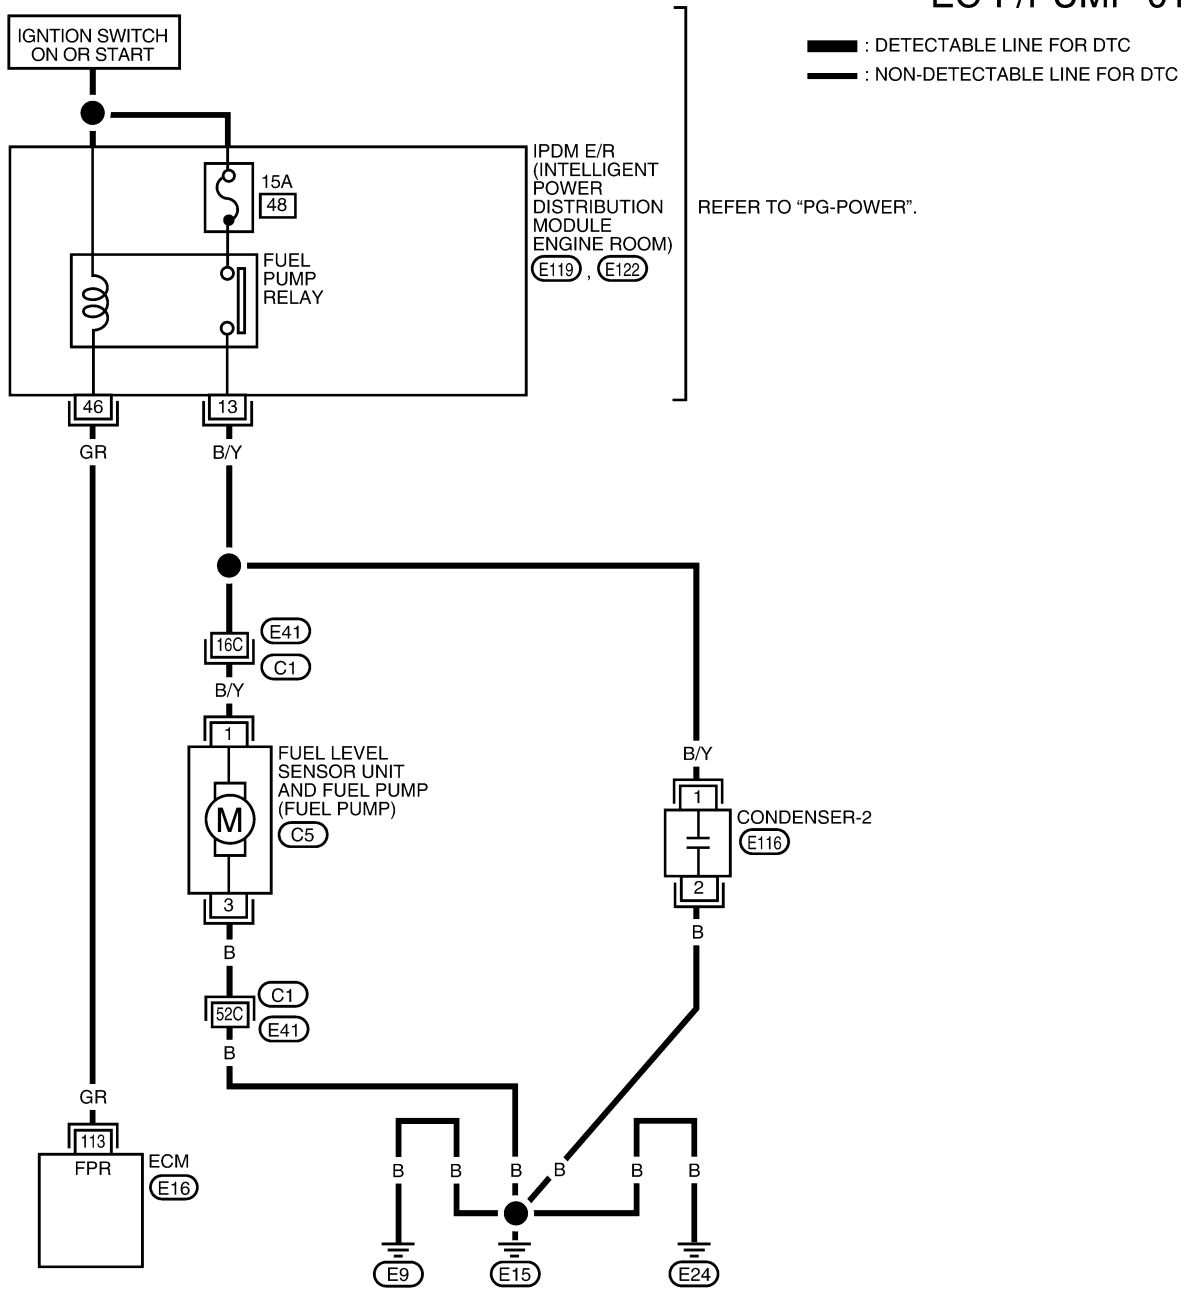 IGNTION SWITCH
ON OR START
: DETECTABLE LINE FOR DTC
: NON-DETECTABLE LINE FOR DTC
15A
48
IPDM E/R
(INTELLIGENT
POWER
DISTRIBUTION
MODULE
ENGINE ROOM)
E119 , E122
REFER TO “PG-POWER”.
FUEL
PUMP
RELAY
46
13
GR
B/Y
16C
E41
C1
B/Y
1
FUEL LEVEL
SENSOR UNIT
AND FUEL PUMP
(FUEL PUMP)
C5
M
3
B/Y
1
CONDENSER-2
E116
2
B
B
52C
C1
E41
B
GR
113
FPR
ECM
E16
B
B
B
B
B
B
E9
E15
E24